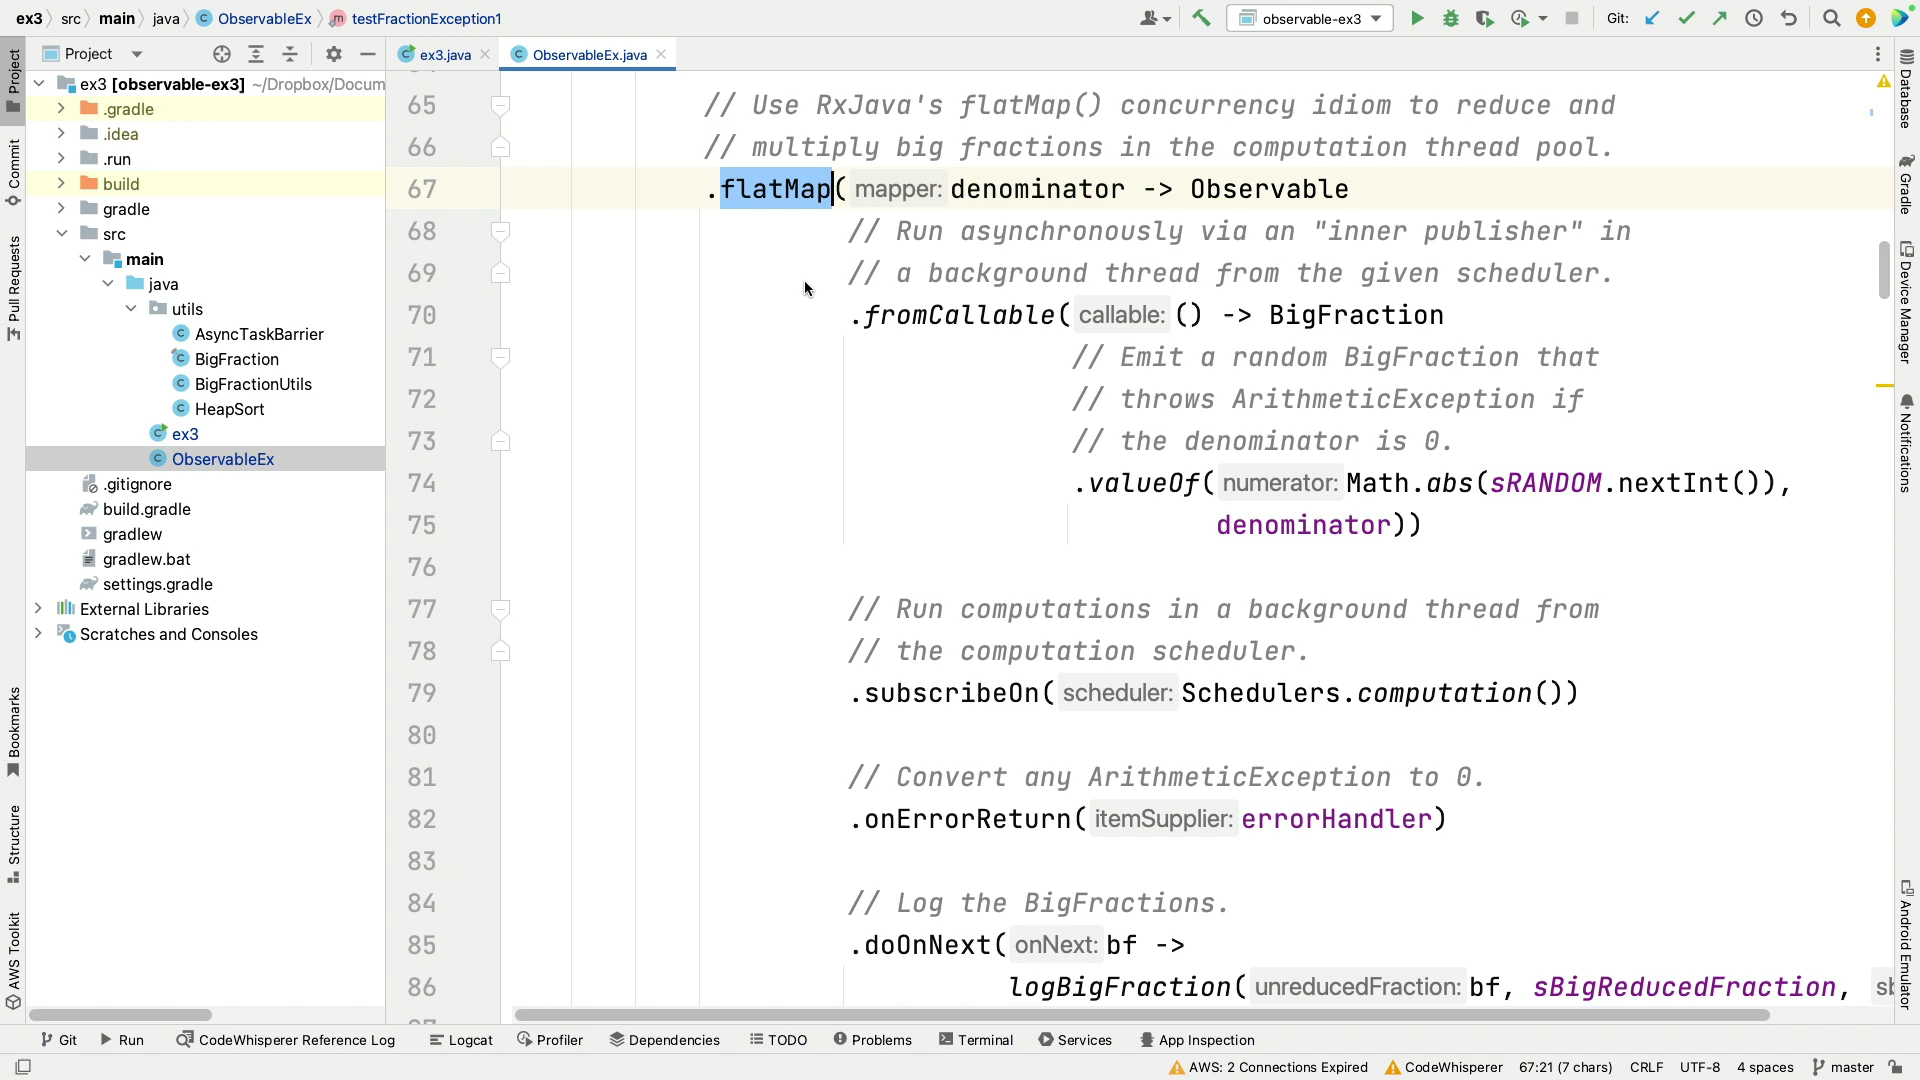 ex3 src main java ObservableEx testFractionException1
observable-ex3
Git:
Project
ex3.java
ObservableEx.java
Project
Commit
Pull Requests
Bookmarks
Structure
AWS Toolkit
ex3 [observable-ex3] ~/Dropbox/Docum
.gradle
.idea
.run
build
gradle
src
main
java
utils
AsyncTaskBarrier
BigFraction
BigFractionUtils
HeapSort
ex3
ObservableEx
.gitignore
build.gradle
gradlew
gradlew.bat
settings.gradle
External Libraries
Scratches and Consoles
65 // Use RxJava's flatMap() concurrency idiom to reduce and
66 // multiply big fractions in the computation thread pool.
67 .flatMap( mapper: denominator -> Observable
68 // Run asynchronously via an "inner publisher" in
69 // a background thread from the given scheduler.
70 .fromCallable( callable: () -> BigFraction
71 // Emit a random BigFraction that
72 // throws ArithmeticException if
73 // the denominator is 0.
74 .valueOf( numerator: Math.abs(sRANDOM.nextInt()),
75 denominator))
76
77 // Run computations in a background thread from
78 // the computation scheduler.
79 .subscribeOn( scheduler: Schedulers.computation())
80
81 // Convert any ArithmeticException to 0.
82 .onErrorReturn( itemSupplier: errorHandler)
83
84 // Log the BigFractions.
85 .doOnNext( onNext: bf ->
86 logBigFraction( unreducedFraction: bf, sBigReducedFraction,
Database
Gradle
Device Manager
Notifications
Android Emulator
Git Run CodeWhisperer Reference Log Logcat Profiler Dependencies TODO Problems Terminal Services App Inspection
AWS: 2 Connections Expired CodeWhisperer 67:21 (7 chars) CRLF UTF-8 4 spaces master